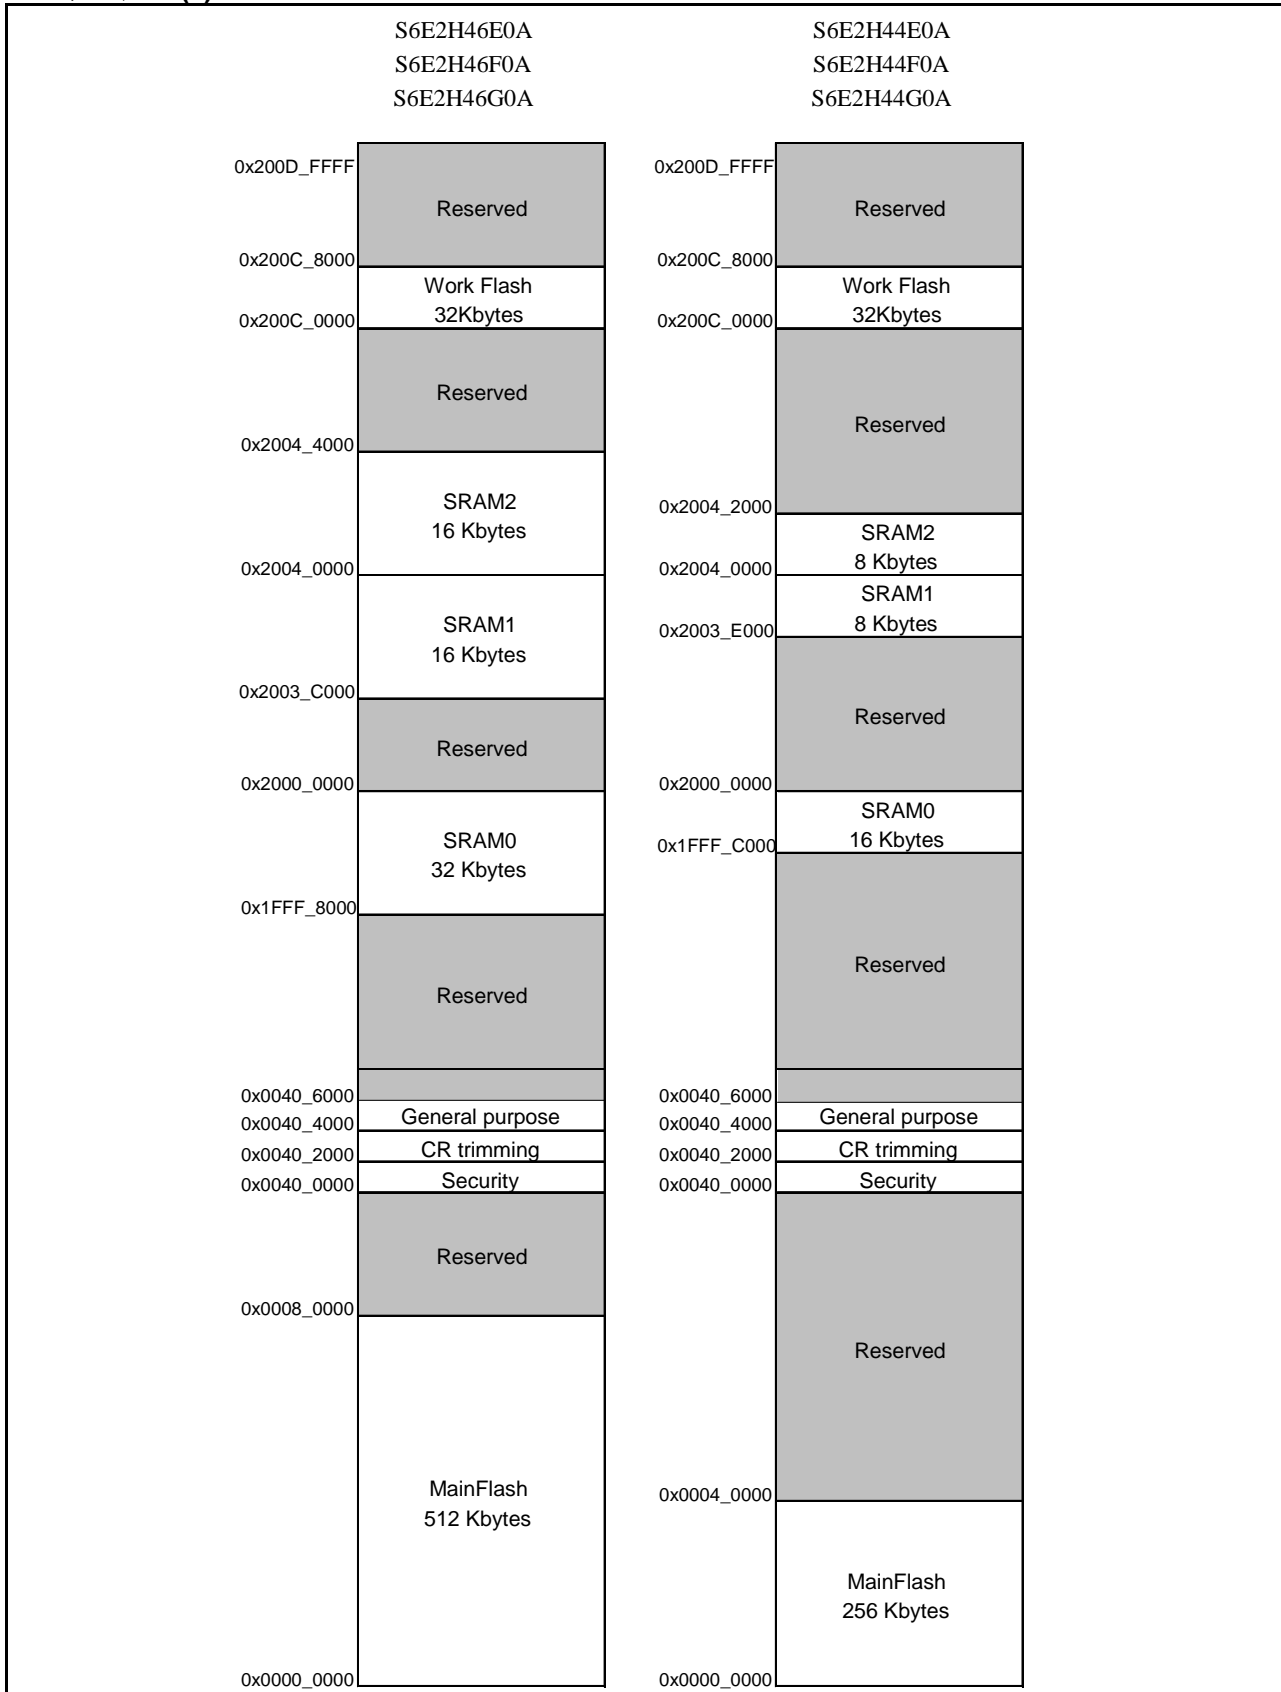 S6E2H46E0A
S6E2H46F0A
S6E2H46G0A
0x200D_FFFF
Reserved
0x200C_8000
Work Flash
32Kbytes
0x200C_0000
Reserved
0x2004_4000
SRAM2
16 Kbytes
0x2004_0000
SRAM1
16 Kbytes
0x2003_C000
Reserved
0x2000_0000
SRAM0
32 Kbytes
0x1FFF_8000
Reserved
0x0040_6000
General purpose
0x0040_4000
CR trimming
0x0040_2000
Security
0x0040_0000
Reserved
0x0008_0000
MainFlash
512 Kbytes
0x0000_0000
S6E2H44E0A
S6E2H44F0A
S6E2H44G0A
0x200D_FFFF
Reserved
0x200C_8000
Work Flash
32Kbytes
0x200C_0000
Reserved
0x2004_2000
SRAM2
8 Kbytes
0x2004_0000
SRAM1
8 Kbytes
0x2003_E000
Reserved
0x2000_0000
SRAM0
16 Kbytes
0x1FFF_C000
Reserved
0x0040_6000
General purpose
0x0040_4000
CR trimming
0x0040_2000
Security
0x0040_0000
Reserved
0x0004_0000
MainFlash
256 Kbytes
0x0000_0000